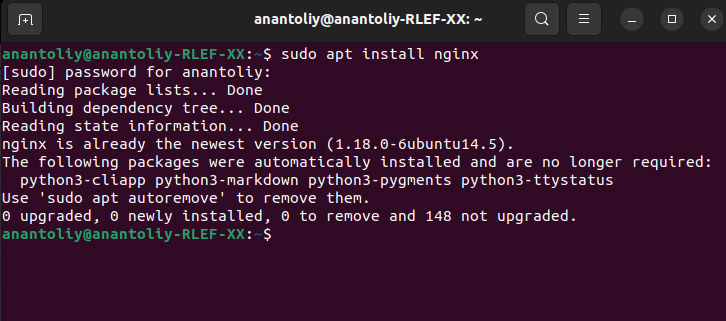 anantoliy@anantoliy-RLEF-XX: ~
anantoliy@anantoliy-RLEF-XX:~$ sudo apt install nginx
[sudo] password for anantoliy:
Reading package lists... Done
Building dependency tree... Done
Reading state information... Done
nginx is already the newest version (1.18.0-6ubuntu14.5).
The following packages were automatically installed and are no longer required:
  python3-cliapp python3-markdown python3-pygments python3-ttystatus
Use 'sudo apt autoremove' to remove them.
0 upgraded, 0 newly installed, 0 to remove and 148 not upgraded.
anantoliy@anantoliy-RLEF-XX:~$